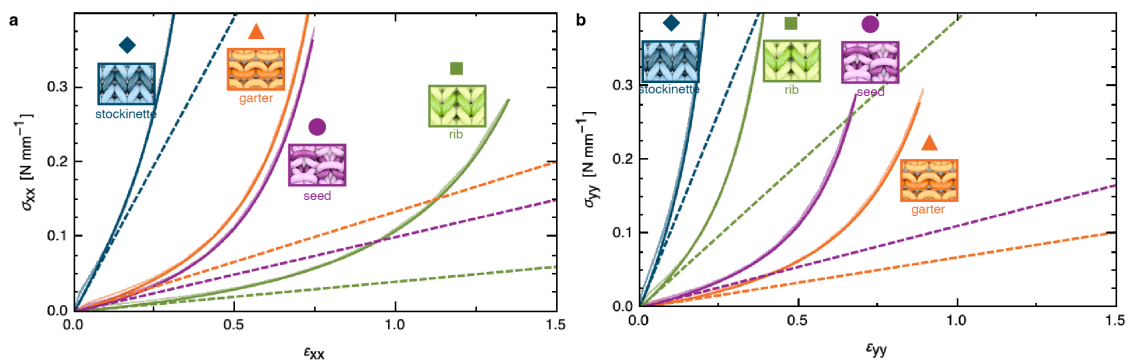 a
σxx [N mm⁻¹]
0.3
0.2
0.1
0.0
stockinette
garter
seed
rib
0.0
0.5
1.0
1.5
εxx
b
σyy [N mm⁻¹]
0.3
0.2
0.1
0.0
stockinette
rib
seed
garter
0.0
0.5
1.0
1.5
εyy